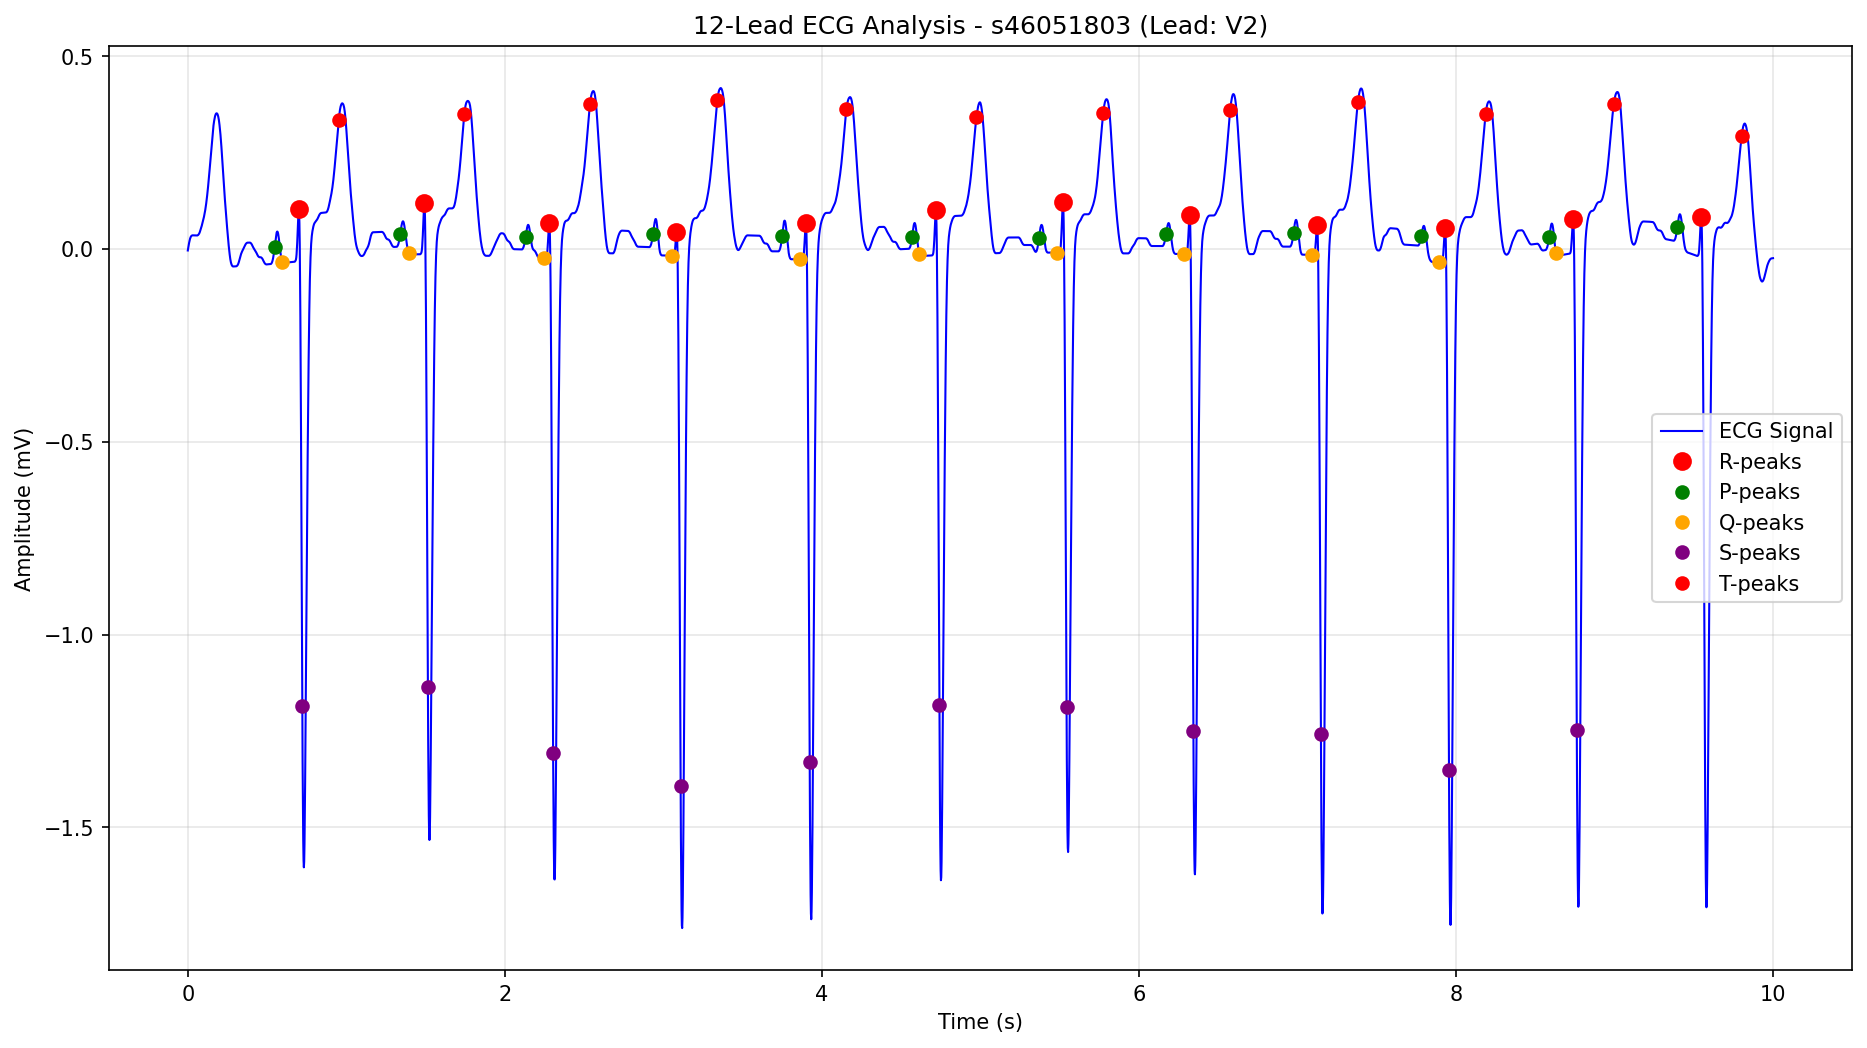 12-Lead ECG Analysis - s46051803 (Lead: V2)
0.5
0.0
−0.5
−1.0
−1.5
Amplitude (mV)
ECG Signal
R-peaks
P-peaks
Q-peaks
S-peaks
T-peaks
0 2 4 6 8 10
Time (s)